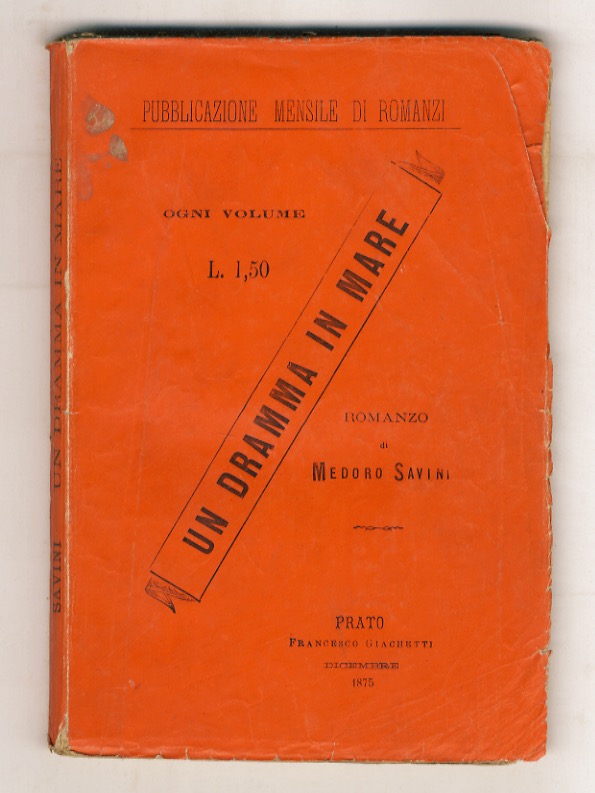 PUBBLICAZIONE MENSILE DI ROMANZI
OGNI VOLUME
L. 1,50
UN DRAMMA IN MARE
ROMANZO
di
MEDORO SAVINI
PRATO
FRANCESCO GIACHETTI
DICEMBRE
1875
SAVINI UN DRAMMA IN MARE